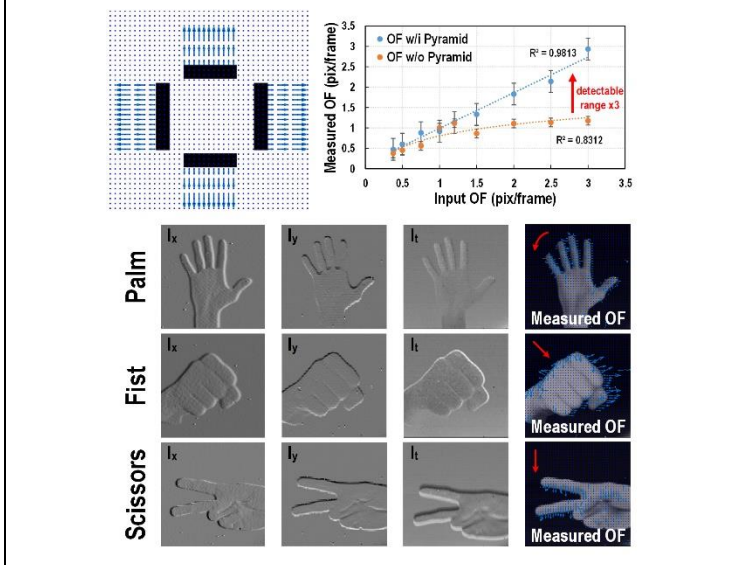 3.5
3
2.5
2
1.5
1
0.5
0
Measured OF (pix/frame)
OF w/i Pyramid
OF w/o Pyramid
R² = 0.9813
detectable
range x3
R² = 0.8312
0 0.5 1 1.5 2 2.5 3 3.5
Input OF (pix/frame)
Palm
Ix
Iy
It
Measured OF
Fist
Ix
Iy
It
Measured OF
Scissors
Ix
Iy
It
Measured OF